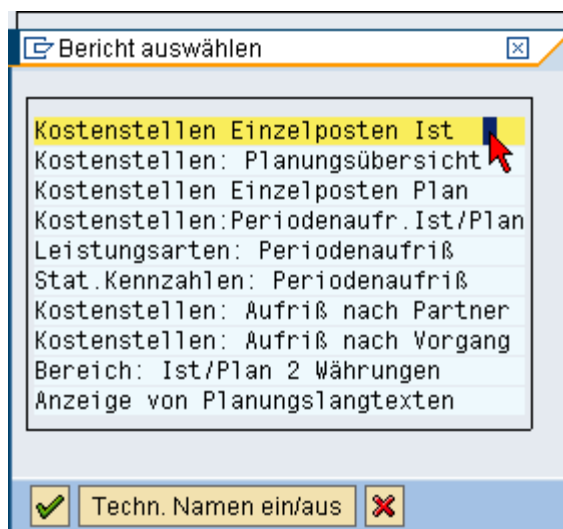 Bericht auswählen
Kostenstellen Einzelposten Ist
Kostenstellen: Planungsübersicht
Kostenstellen Einzelposten Plan
Kostenstellen:Periodenaufr.Ist/Plan
Leistungsarten: Periodenaufriß
Stat.Kennzahlen: Periodenaufriß
Kostenstellen: Aufriß nach Partner
Kostenstellen: Aufriß nach Vorgang
Bereich: Ist/Plan 2 Währungen
Anzeige von Planungslangtexten
Techn. Namen ein/aus